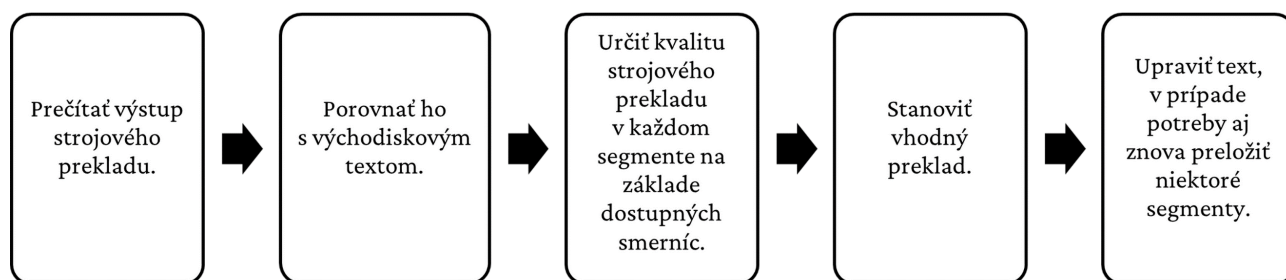 Prečítať výstup
strojového
prekladu.
Porovnať ho
s východiskovým
textom.
Určiť kvalitu
strojového
prekladu
v každom
segmente na
základe
dostupných
smerníc.
Stanoviť
vhodný
preklad.
Upraviť text,
v prípade
potreby aj
znova preložiť
niektoré
segmenty.